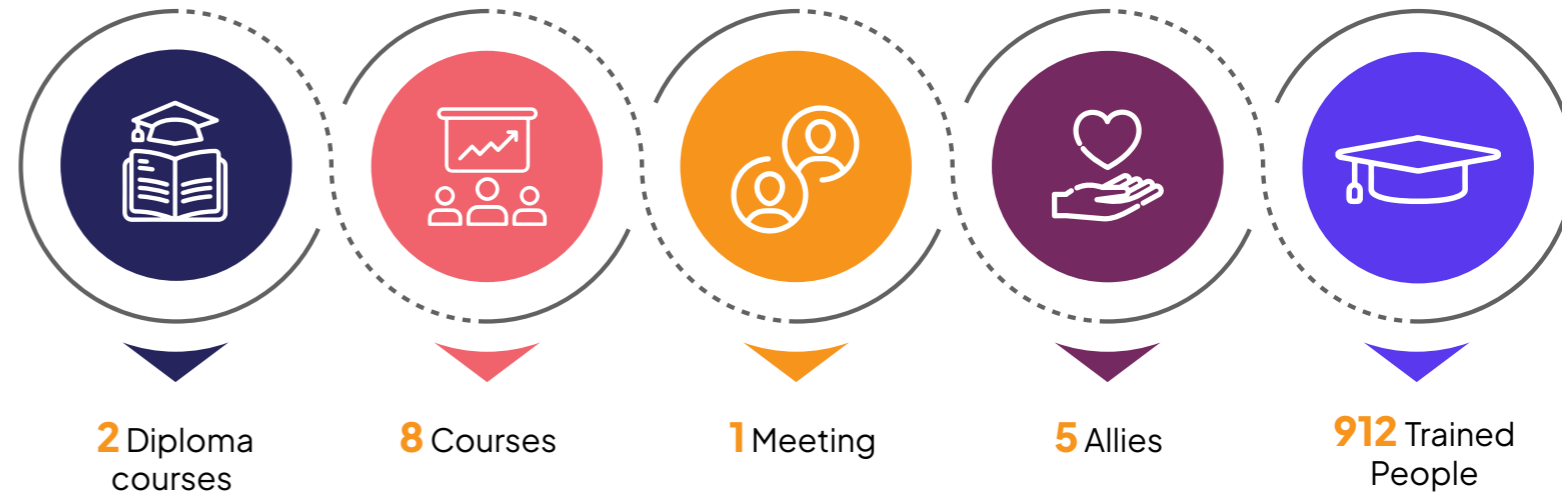 2 Diploma
courses
8 Courses
1 Meeting
5 Allies
912 Trained
People